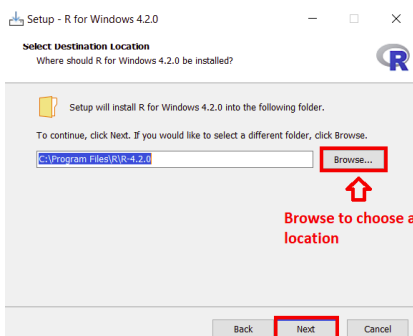 Setup - R for Windows 4.2.0
Select Destination Location
Where should R for Windows 4.2.0 be installed?
R
Setup will install R for Windows 4.2.0 into the following folder.
To continue, click Next. If you would like to select a different folder, click Browse.
C:\Program Files\R\R-4.2.0
Browse...
Browse to choose a
location
Back Next Cancel